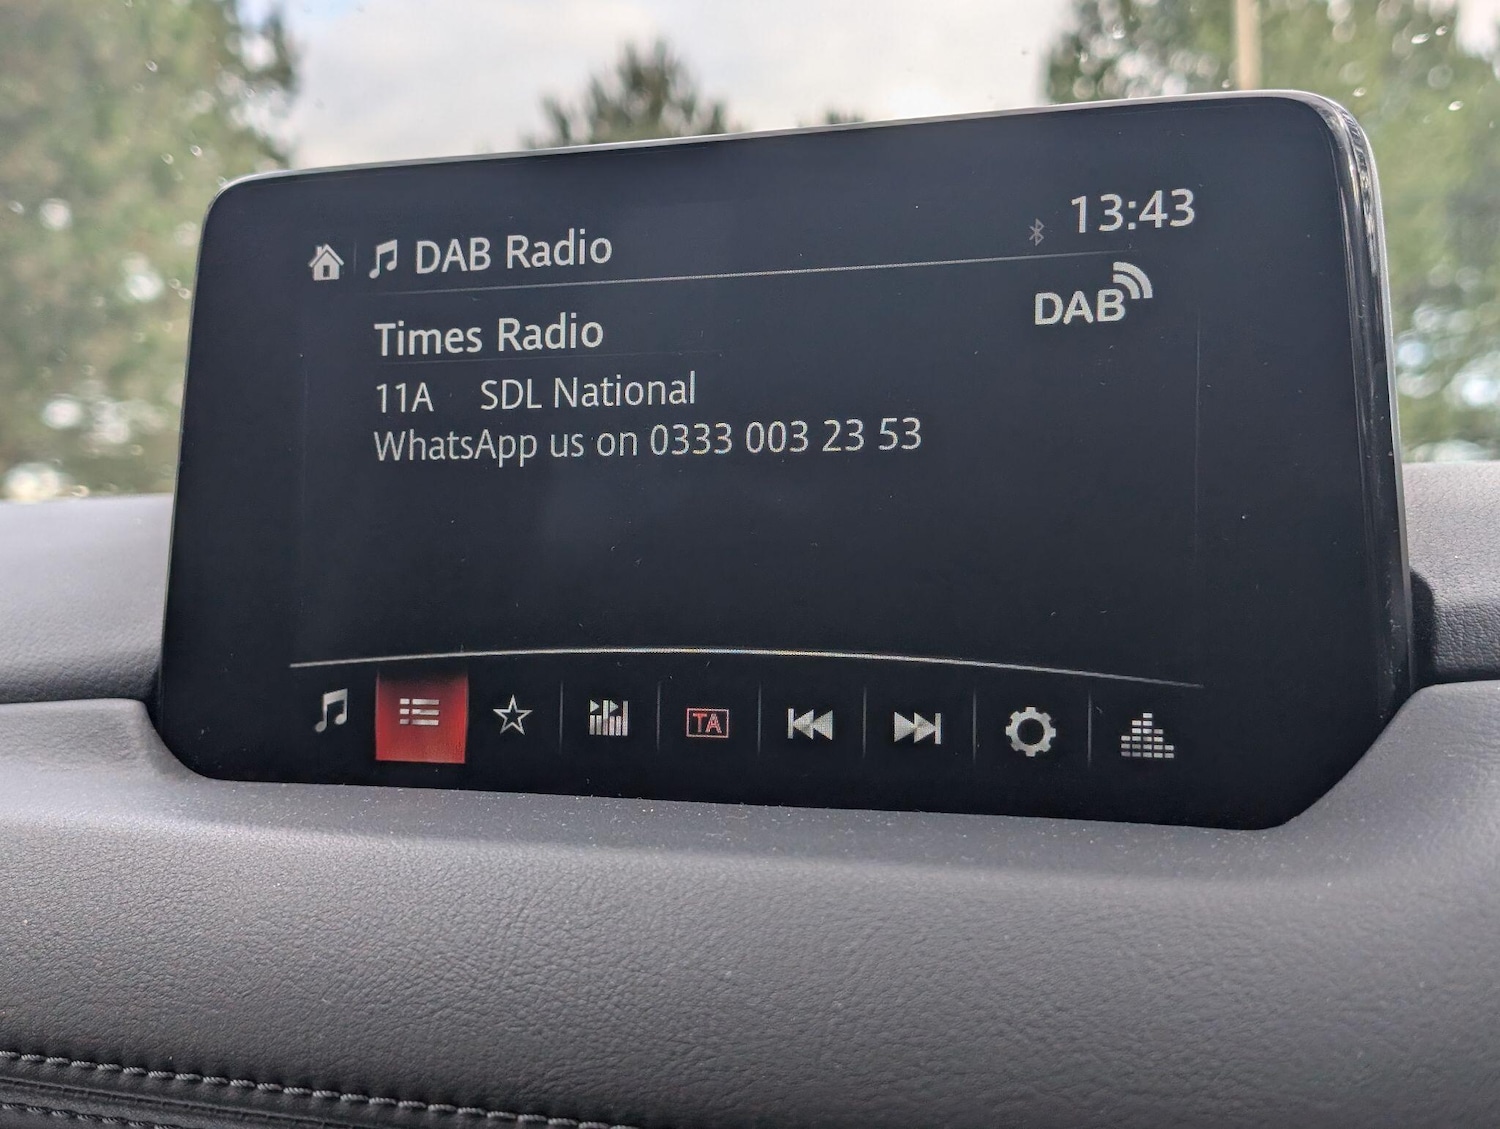 DAB Radio
13:43
DAB
Times Radio
11A SDL National
WhatsApp us on 0333 003 23 53
TA